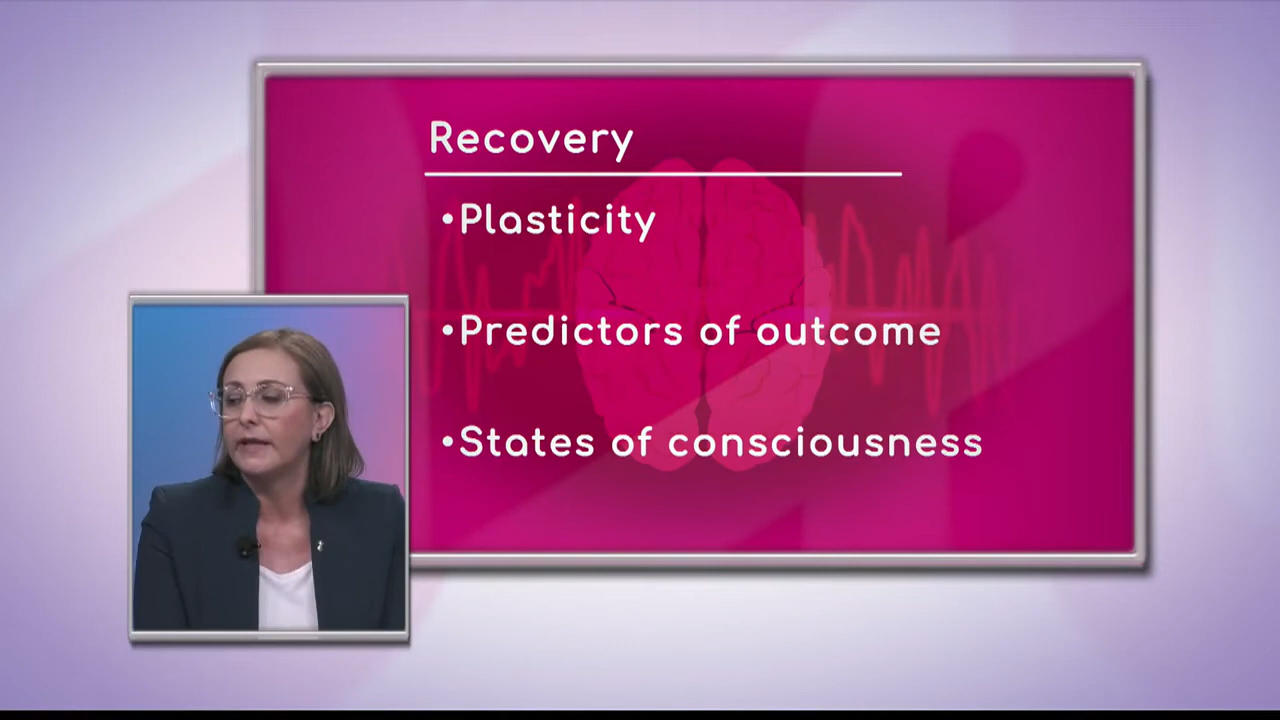 Recovery
•Plasticity
•Predictors of outcome
•States of consciousness